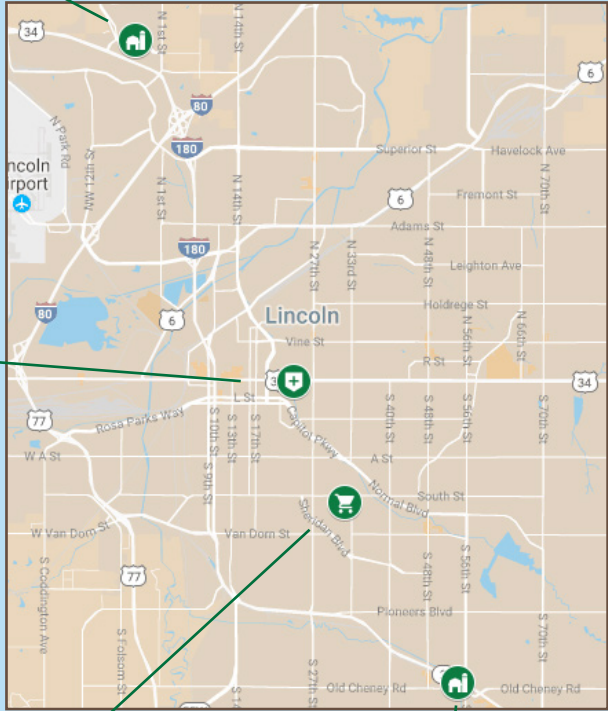 34
N 1st St
N 14th St
6
80
N Park Rd
180
Superior St
Havelock Ave
ncoln
irport
NW 12th St
N 1st St
N 14th St
N 70th St
Fremont St
6
Adams St
180
N 27th St
N 33rd St
N 48th St
Leighton Ave
80
6
Lincoln
Holdrege St
N 56th St
N 66th St
Vine St
R St
3
34
L St
77
Rosa Parks Way
S 10th St
S 13th St
S 17th St
Capitol Pkwy
S 40th St
S 48th St
S 56th St
S 70th St
W A St
A St
S 9th St
Normal Blvd
South St
Sheridan Blvd
W Van Dorn St
Van Dorn St
S 48th St
S 56th St
77
S Coddington Ave
S Folsom St
Pioneers Blvd
S 70th St
S 27th St
S 14
Old Cheney Rd
Old Cheney Rd